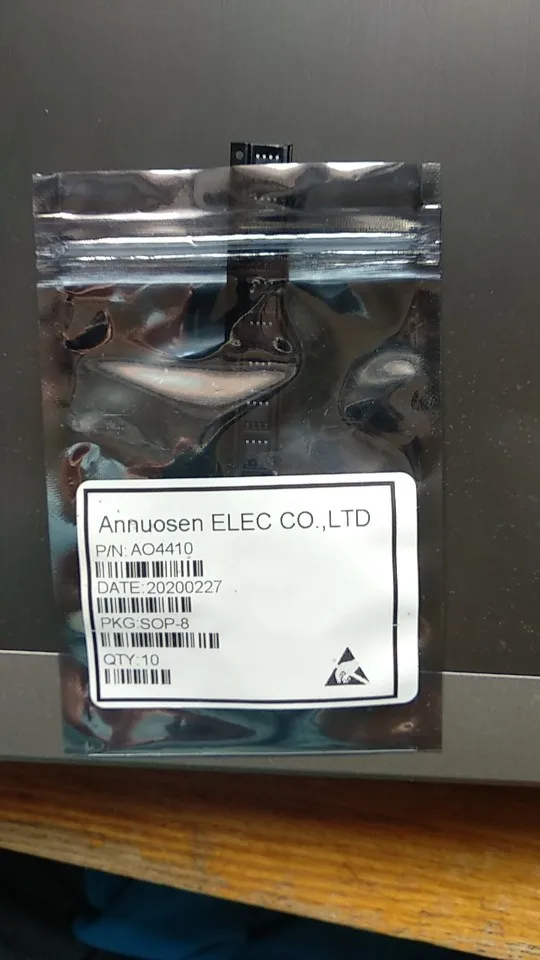 Annuosen ELEC CO.,LTD
P/N: AO4410
DATE:20200227
PKG:SOP-8
QTY:10